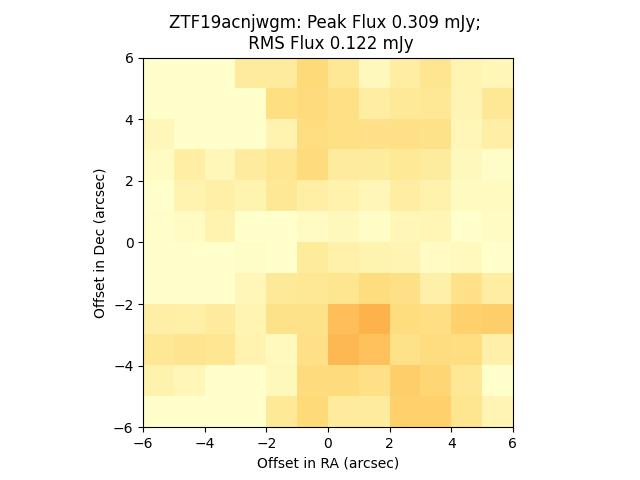 ZTF19acnjwgm: Peak Flux 0.309 mJy;
RMS Flux 0.122 mJy
6
4
2
0
−2
−4
−6
Offset in Dec (arcsec)
−6 −4 −2 0 2 4 6
Offset in RA (arcsec)